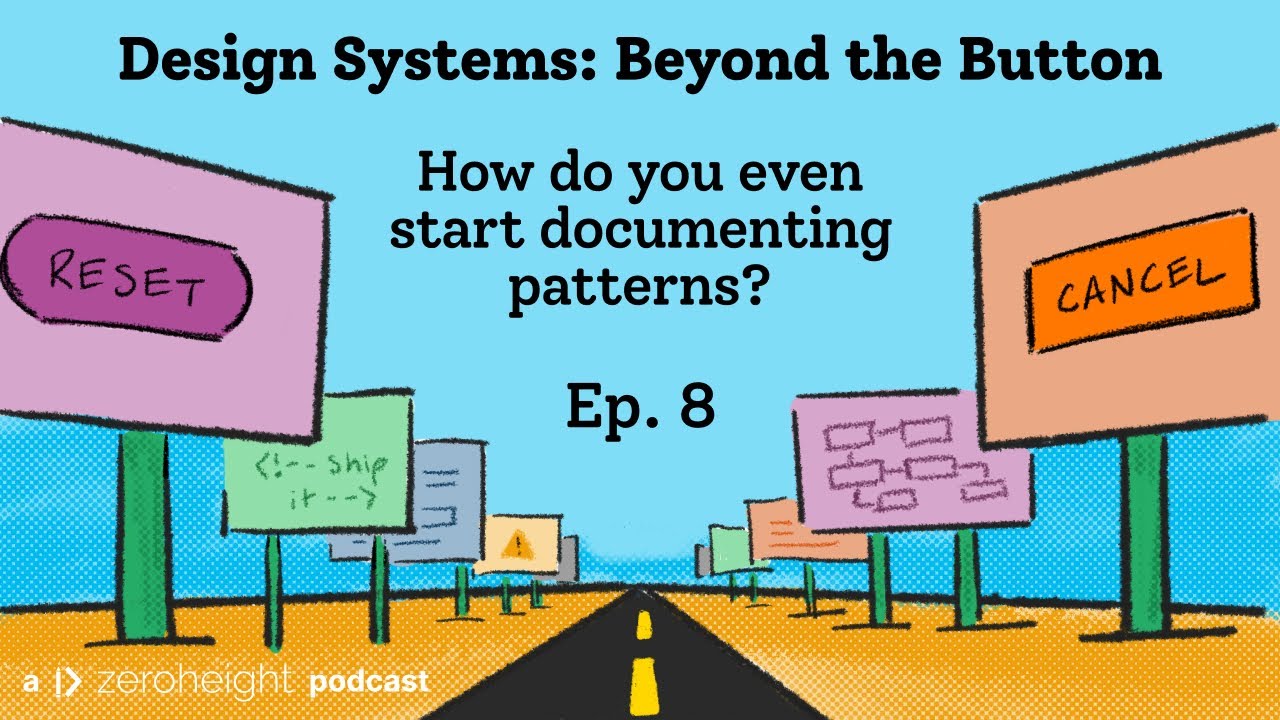 Design Systems: Beyond the Button
How do you even
start documenting
patterns?
Ep. 8
RESET
CANCEL
<!--ship
it-->
!
a zeroheight podcast